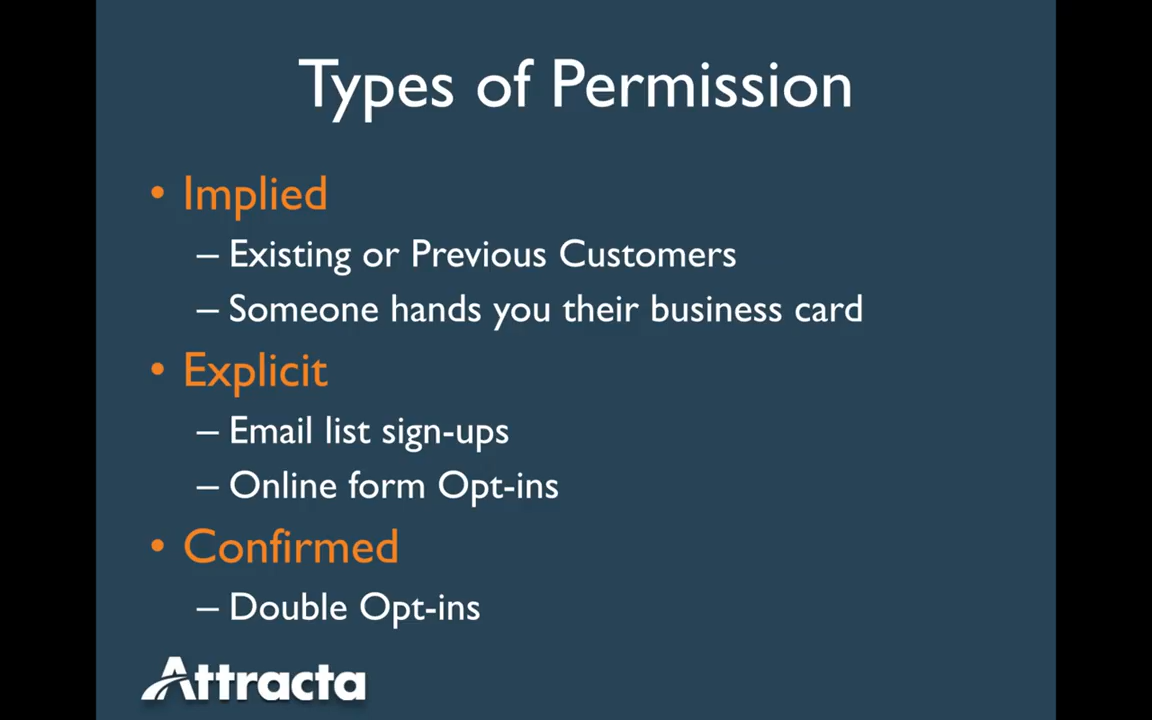 Types of Permission
• Implied
– Existing or Previous Customers
– Someone hands you their business card
• Explicit
– Email list sign-ups
– Online form Opt-ins
• Confirmed
– Double Opt-ins
Attracta